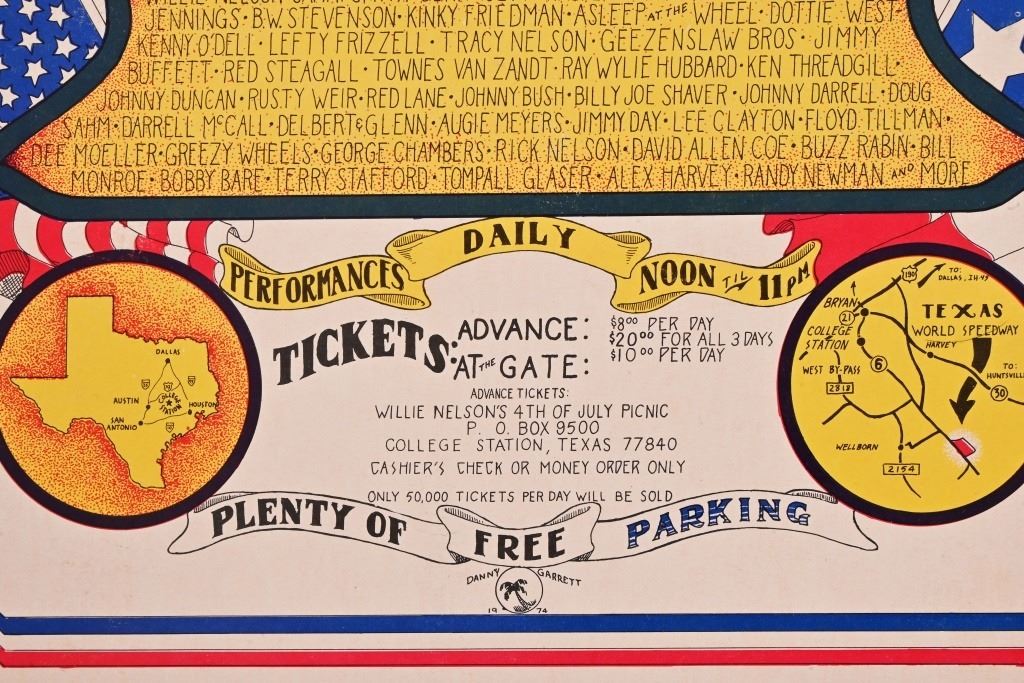 JENNINGS · B.W. STEVENSON · KINKY FRIEDMAN · ASLEEP AT THE WHEEL · DOTTIE WEST
KENNY O'DELL · LEFTY FRIZZELL · TRACY NELSON · GEEZENSLAW BROS · JIMMY
BUFFETT · RED STEAGALL · TOWNES VAN ZANDT · RAY WYLIE HUBBARD · KEN THREADGILL ·
JOHNNY DUNCAN · RUSTY WEIR · RED LANE · JOHNNY BUSH · BILLY JOE SHAVER · JOHNNY DARRELL · DOUG
SAHM · DARRELL McCALL · DELBERT & GLENN · AUGIE MEYERS · JIMMY DAY · LEE CLAYTON · FLOYD TILLMAN ·
DEE MOELLER · GREEZY WHEELS · GEORGE CHAMBERS · RICK NELSON · DAVID ALLEN COE · BUZZ RABIN · BILL
MONROE · BOBBY BARE · TERRY STAFFORD · TOMPALL GLASER · ALEX HARVEY · RANDY NEWMAN AND MORE
PERFORMANCES DAILY NOON TIL 11 PM
TICKETS: ADVANCE: $8.00 PER DAY
$20.00 FOR ALL 3 DAYS
AT THE GATE: $10.00 PER DAY
ADVANCE TICKETS:
WILLIE NELSON'S 4TH OF JULY PICNIC
P. O. BOX 9500
COLLEGE STATION, TEXAS 77840
CASHIER'S CHECK OR MONEY ORDER ONLY
ONLY 50,000 TICKETS PER DAY WILL BE SOLD
PLENTY OF FREE PARKING
DANNY GARRETT
1974
DALLAS
AUSTIN
COLLEGE STATION
HOUSTON
SAN ANTONIO
190
TO: DALLAS, IH-45
BRYAN
21
TEXAS
WORLD SPEEDWAY
COLLEGE STATION
HARVEY
6
WEST BY-PASS
2818
TO: HUNTSVILLE
30
WELLBORN
2154